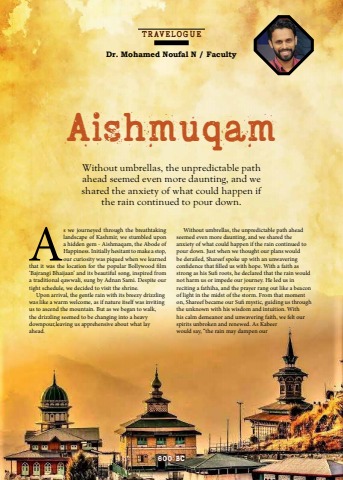 TRAVELOGUE
Dr. Mohamed Noufal N / Faculty
Aishmuqam
Without umbrellas, the unpredictable path
ahead seemed even more daunting, and we
shared the anxiety of what could happen if
the rain continued to pour down.
As we journeyed through the breathtaking
landscape of Kashmir, we stumbled upon
a hidden gem - Aishmaqam, the Abode of
Happiness. Initially hesitant to make a stop,
our curiosity was piqued when we learned
that it was the location for the popular Bollywood film
'Bajrangi Bhaijaan' and its beautiful song, inspired from
a traditional qawwali, sung by Adnan Sami. Despite our
tight schedule, we decided to visit the shrine.
Upon arrival, the gentle rain with its breezy drizzling
was like a warm welcome, as if nature itself was inviting
us to ascend the mountain. But as we began to walk,
the drizzling seemed to be changing into a heavy
downpour,leaving us apprehensive about what lay
ahead.
Without umbrellas, the unpredictable path ahead
seemed even more daunting, and we shared the
anxiety of what could happen if the rain continued to
pour down. Just when we thought our plans would
be derailed, Shareef spoke up with an unwavering
confidence that filled us with hope. With a faith as
strong as his Sufi roots, he declared that the rain would
not harm us or impede our journey. He led us in
reciting a fathiha, and the prayer rang out like a beacon
of light in the midst of the storm. From that moment
on, Shareef became our Sufi mystic, guiding us through
the unknown with his wisdom and intuition. With
his calm demeanor and unwavering faith, we felt our
spirits unbroken and renewed. As Kabeer
would say, "the rain may dampen our
600 BC